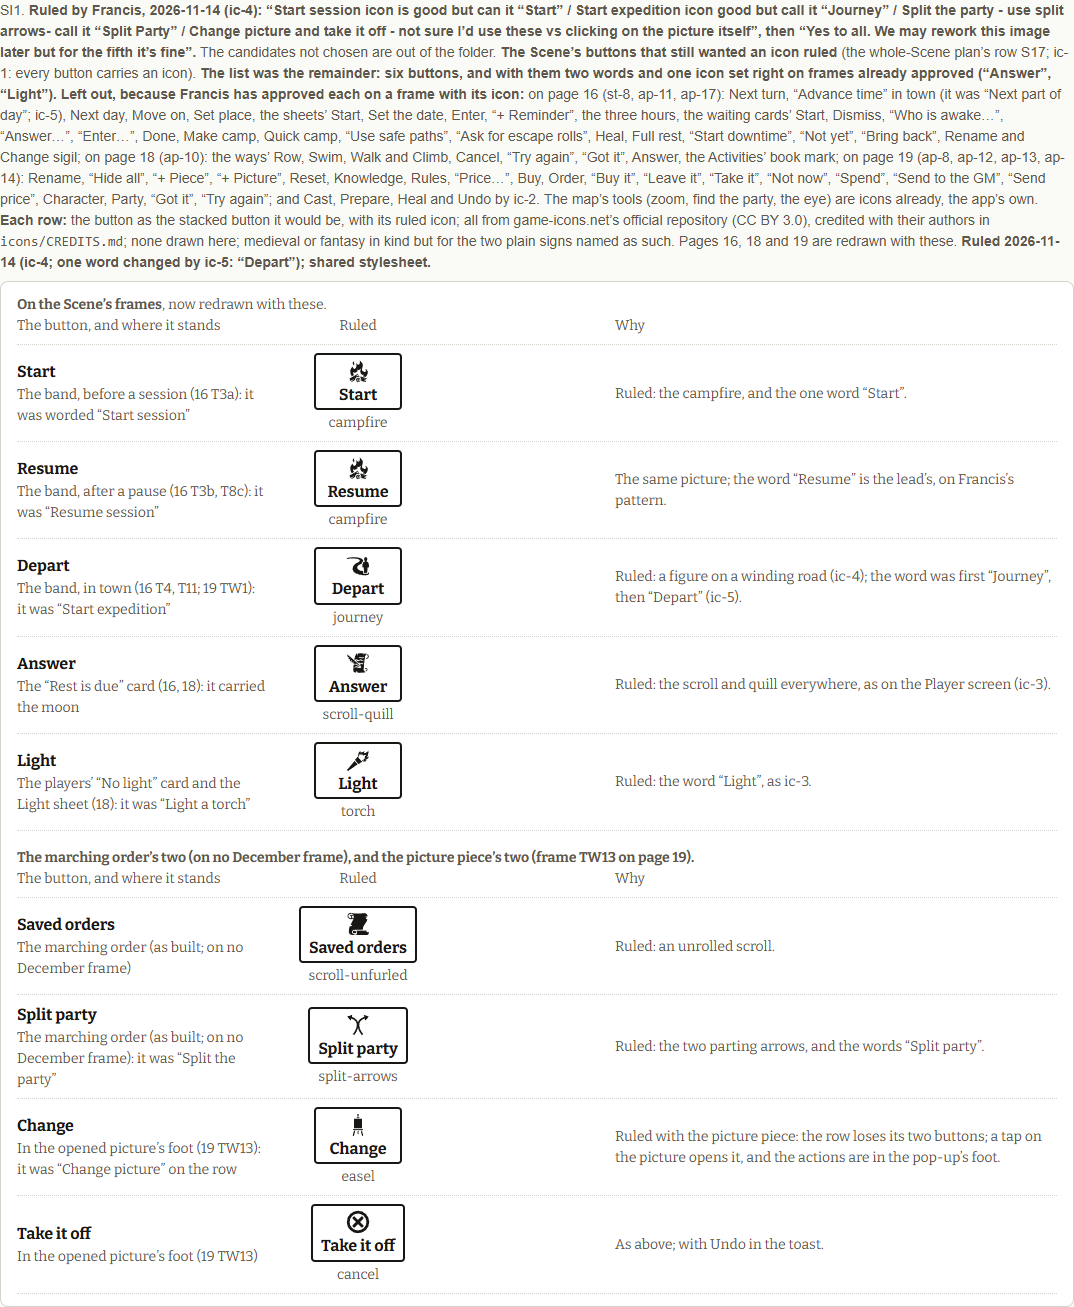 SI1. Ruled by Francis, 2026-11-14 (ic-4): “Start session icon is good but can it “Start” / Start expedition icon good but call it “Journey” / Split the party - use split
arrows- call it “Split Party” / Change picture and take it off - not sure I’d use these vs clicking on the picture itself”, then “Yes to all. We may rework this image
later but for the fifth it’s fine”. The candidates not chosen are out of the folder. The Scene’s buttons that still wanted an icon ruled (the whole-Scene plan’s row S17; ic-
1: every button carries an icon). The list was the remainder: six buttons, and with them two words and one icon set right on frames already approved (“Answer”,
“Light”). Left out, because Francis has approved each on a frame with its icon: on page 16 (st-8, ap-11, ap-17): Next turn, “Advance time” in town (it was “Next part of
day”; ic-5), Next day, Move on, Set place, the sheets’ Start, Set the date, Enter, “+ Reminder”, the three hours, the waiting cards’ Start, Dismiss, “Who is awake…”,
“Answer…”, “Enter…”, Done, Make camp, Quick camp, “Use safe paths”, “Ask for escape rolls”, Heal, Full rest, “Start downtime”, “Not yet”, “Bring back”, Rename and
Change sigil; on page 18 (ap-10): the ways’ Row, Swim, Walk and Climb, Cancel, “Try again”, “Got it”, Answer, the Activities’ book mark; on page 19 (ap-8, ap-12, ap-13, ap-
14): Rename, “Hide all”, “+ Piece”, “+ Picture”, Reset, Knowledge, Rules, “Price…”, Buy, Order, “Buy it”, “Leave it”, “Take it”, “Not now”, “Spend”, “Send to the GM”, “Send
price”, Character, Party, “Got it”, “Try again”; and Cast, Prepare, Heal and Undo by ic-2. The map’s tools (zoom, find the party, the eye) are icons already, the app’s own.
Each row: the button as the stacked button it would be, with its ruled icon; all from game-icons.net’s official repository (CC BY 3.0), credited with their authors in
icons/CREDITS.md; none drawn here; medieval or fantasy in kind but for the two plain signs named as such. Pages 16, 18 and 19 are redrawn with these. Ruled 2026-11-
14 (ic-4; one word changed by ic-5: “Depart”); shared stylesheet.
On the Scene’s frames, now redrawn with these.
The button, and where it stands Ruled Why
Start
The band, before a session (16 T3a): it
was worded “Start session”
Start
campfire
Ruled: the campfire, and the one word “Start”.
Resume
The band, after a pause (16 T3b, T8c): it
was “Resume session”
Resume
campfire
The same picture; the word “Resume” is the lead’s, on Francis’s
pattern.
Depart
The band, in town (16 T4, T11; 19 TW1):
it was “Start expedition”
Depart
journey
Ruled: a figure on a winding road (ic-4); the word was first “Journey”,
then “Depart” (ic-5).
Answer
The “Rest is due” card (16, 18): it carried
the moon
Answer
scroll-quill
Ruled: the scroll and quill everywhere, as on the Player screen (ic-3).
Light
The players’ “No light” card and the
Light sheet (18): it was “Light a torch”
Light
torch
Ruled: the word “Light”, as ic-3.
The marching order’s two (on no December frame), and the picture piece’s two (frame TW13 on page 19).
The button, and where it stands Ruled Why
Saved orders
The marching order (as built; on no
December frame)
Saved orders
scroll-unfurled
Ruled: an unrolled scroll.
Split party
The marching order (as built; on no
December frame): it was “Split the
party”
Split party
split-arrows
Ruled: the two parting arrows, and the words “Split party”.
Change
In the opened picture’s foot (19 TW13):
it was “Change picture” on the row
Change
easel
Ruled with the picture piece: the row loses its two buttons; a tap on
the picture opens it, and the actions are in the pop-up’s foot.
Take it off
In the opened picture’s foot (19 TW13)
Take it off
cancel
As above; with Undo in the toast.